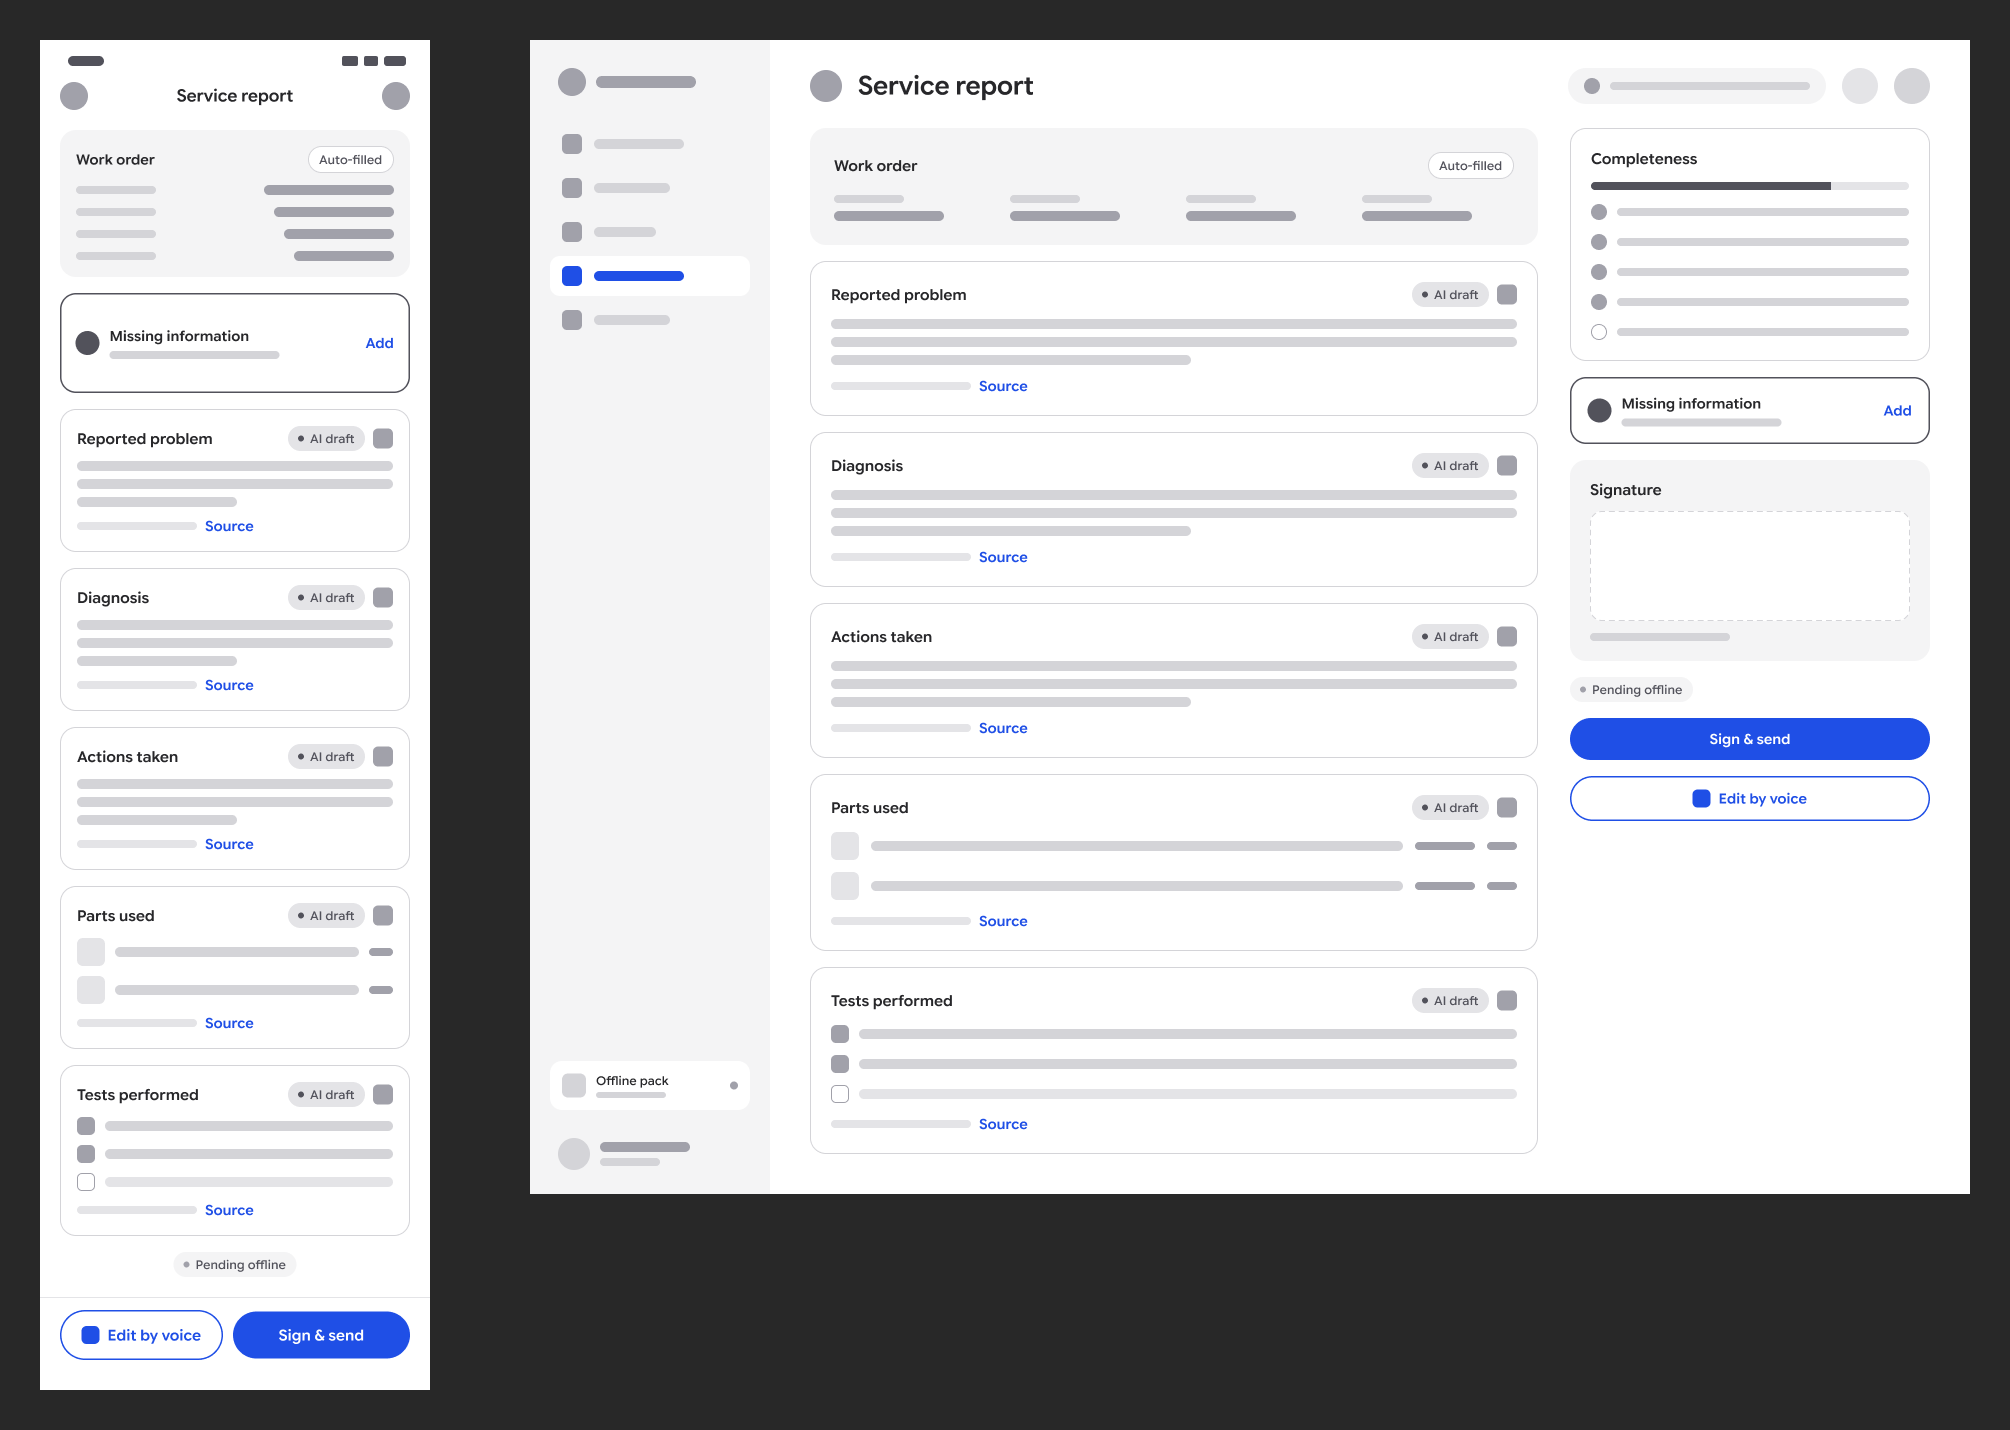 Service report
Work order
Auto-filled
Missing information
Add
Reported problem
AI draft
Source
Diagnosis
AI draft
Source
Actions taken
AI draft
Source
Parts used
AI draft
Source
Tests performed
AI draft
Source
Pending offline
Edit by voice
Sign & send
Offline pack
Service report
Work order
Auto-filled
Reported problem
AI draft
Source
Diagnosis
AI draft
Source
Actions taken
AI draft
Source
Parts used
AI draft
Source
Tests performed
AI draft
Source
Completeness
Missing information
Add
Signature
Pending offline
Sign & send
Edit by voice